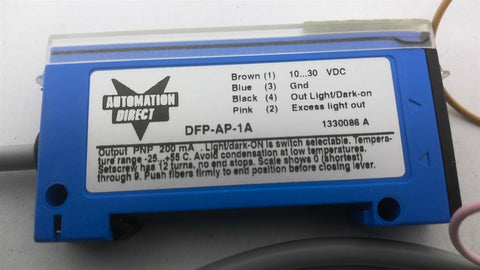 AUTOMATION
DIRECT
Brown (1) 10...30 VDC
Blue (3) Gnd
Black (4) Out Light/Dark-on
Pink (2) Excess light out
DFP-AP-1A
1330086 A
Output PNP 200 mA. Light/dark-ON is switch selectable. Tempera-
ture range -25..+55 C. Avoid condensation at low temperatures.
Setscrew has 12 turns, no end stops. Scale shows 0 (shortest)
through 9. Push fibers firmly to end position before closing lever.